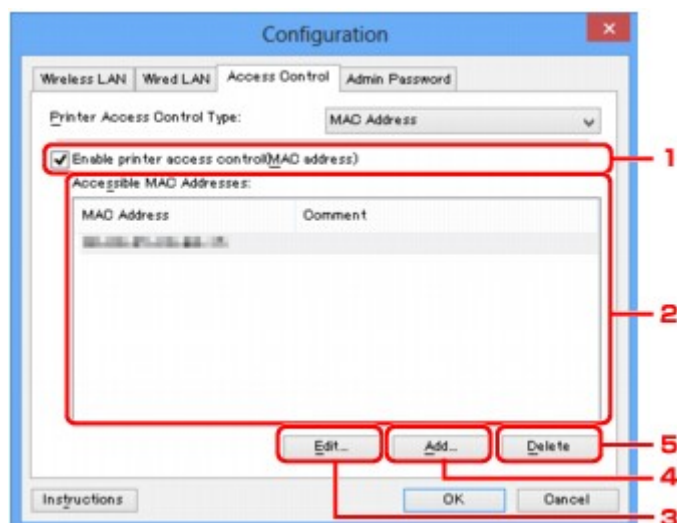 Configuration
Wireless LAN Wired LAN Access Control Admin Password
Printer Access Control Type: MAC Address
Enable printer access control(MAC address) 1
Accessible MAC Addresses:
MAC Address Comment
2
Edit... Add... Delete 5
4
Instructions OK Cancel
3